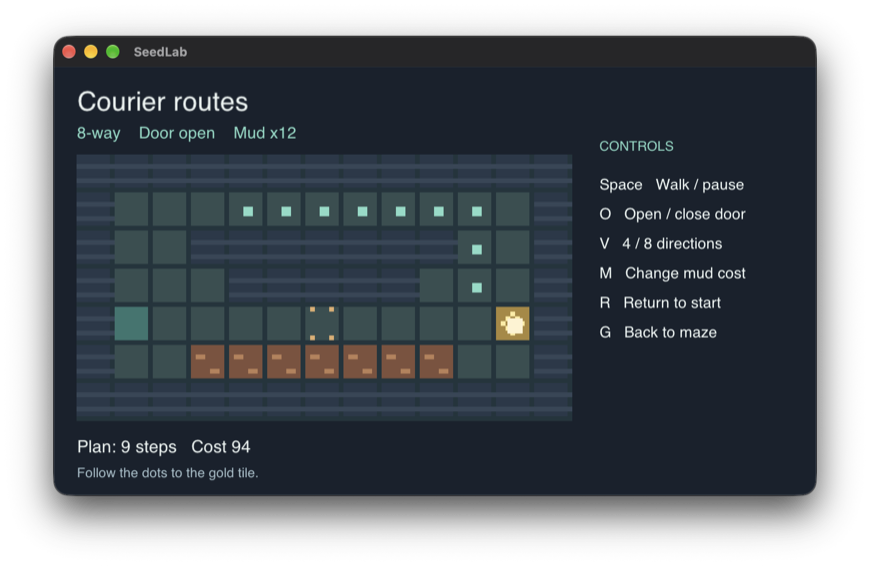 SeedLab
Courier routes
8-way Door open Mud x12
CONTROLS
Space Walk / pause
O Open / close door
V 4 / 8 directions
M Change mud cost
R Return to start
G Back to maze
Plan: 9 steps Cost 94
Follow the dots to the gold tile.